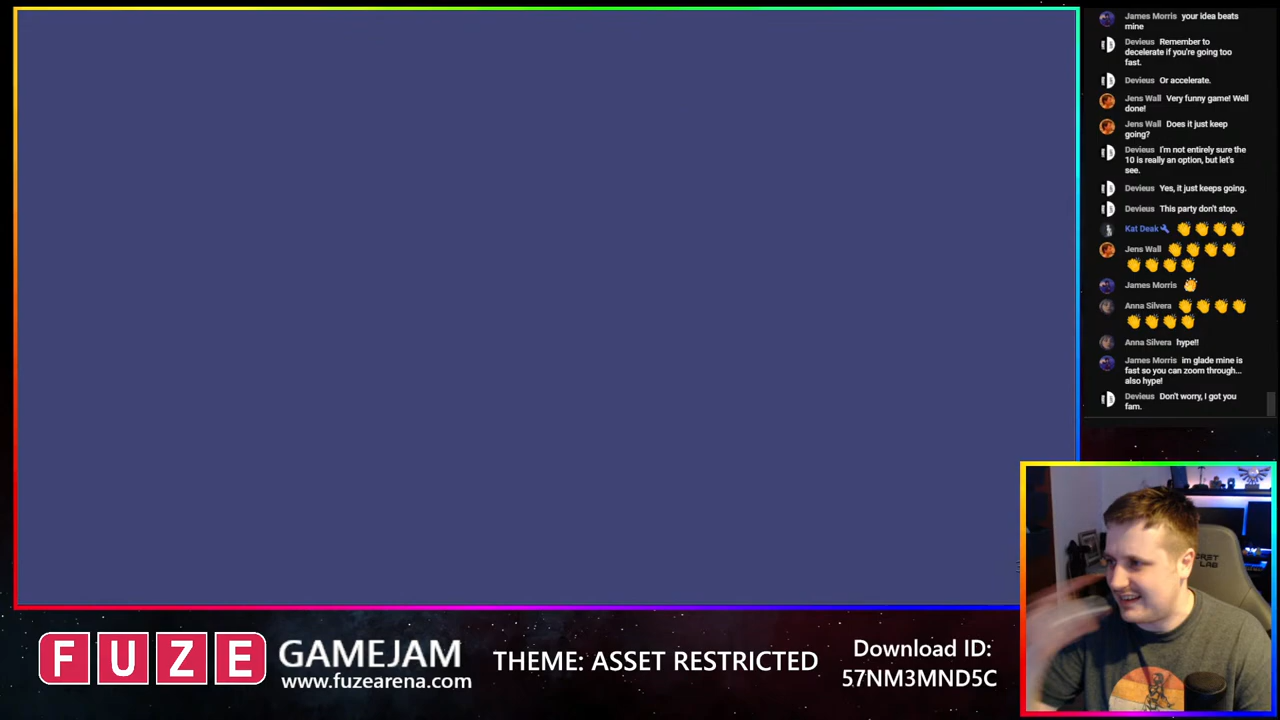 James Morris your idea beats
mine
Devieus Remember to
decelerate if you're going too
fast.
Devieus Or accelerate.
Jens Wall Very funny game! Well
done!
Jens Wall Does it just keep
going?
Devieus I'm not entirely sure the
10 is really an option, but let's
see.
Devieus Yes, it just keeps going.
Devieus This party don't stop.
Kat Deak 👏👏👏👏
Jens Wall 👏👏👏👏
👏👏👏👏
James Morris 👏
Anna Silvera 👏👏👏👏
👏👏👏👏
Anna Silvera hype!!
James Morris im glade mine is
fast so you can zoom through...
also hype!
Devieus Don't worry, I got you
fam.
FUZE GAMEJAM
www.fuzearena.com
THEME: ASSET RESTRICTED
Download ID:
57NM3MND5C